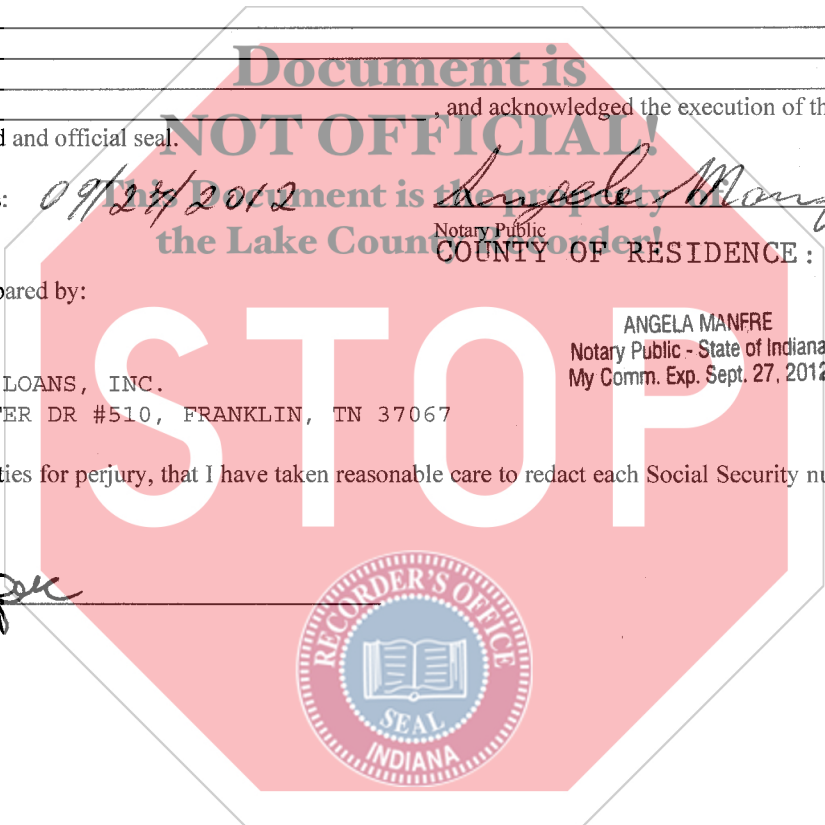 Document is
, and acknowledged the execution of th
d and official seal.
NOT OFFICIAL!
s: 09/27/2012
This Document is the property of
the Lake County Recorder!
Angela Manf
Notary Public
COUNTY OF RESIDENCE:
pared by:
ANGELA MANFRE
Notary Public - State of Indiana
My Comm. Exp. Sept. 27, 2012
STOP
LOANS, INC.
TER DR #510, FRANKLIN, TN 37067
ties for perjury, that I have taken reasonable care to redact each Social Security nu
RECORDER'S OFFICE
SEAL
INDIANA